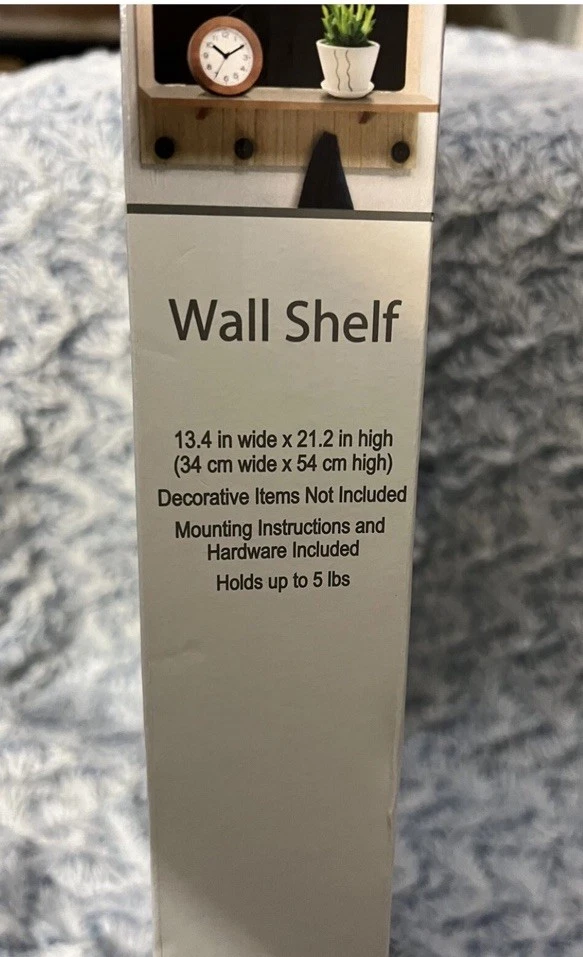 Wall Shelf
13.4 in wide x 21.2 in high
(34 cm wide x 54 cm high)
Decorative Items Not Included
Mounting Instructions and
Hardware Included
Holds up to 5 lbs